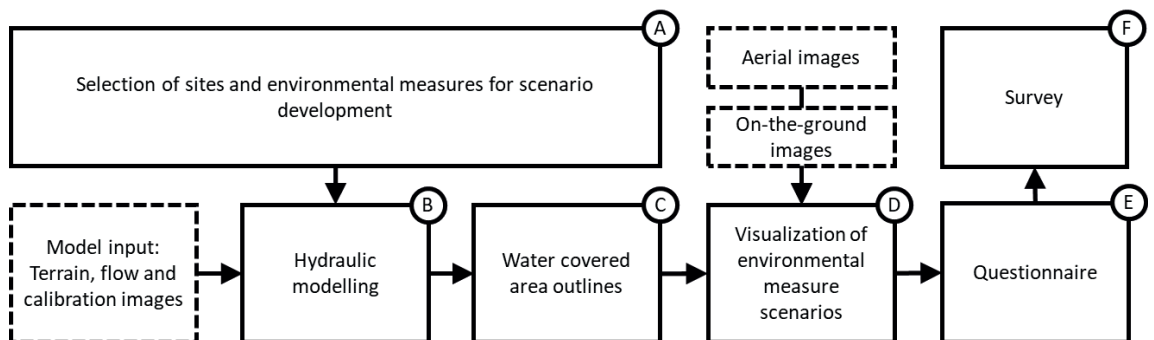 A
Selection of sites and environmental measures for scenario
development
Aerial images
On-the-ground
images
F
Survey
Model input:
Terrain, flow and
calibration images
B
Hydraulic
modelling
C
Water covered
area outlines
D
Visualization of
environmental
measure
scenarios
E
Questionnaire